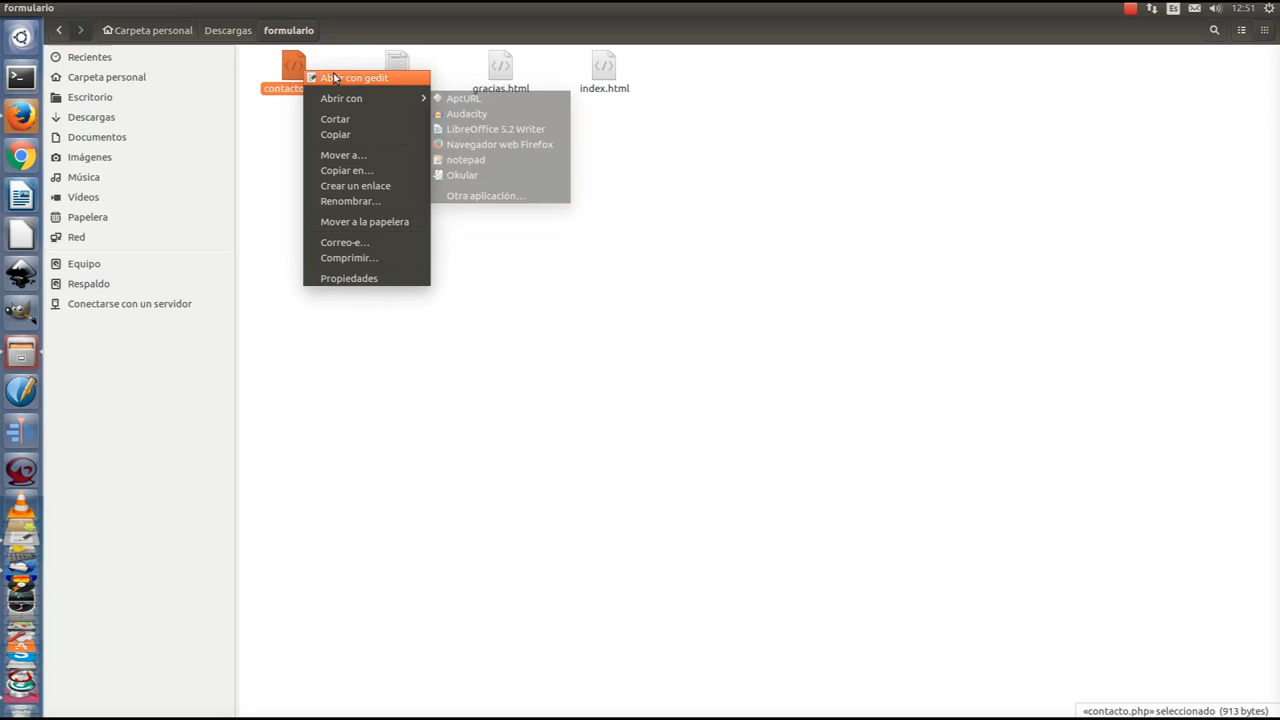 formulario
Es
12:51
Carpeta personal
Descargas
formulario
Recientes
Carpeta personal
Escritorio
Descargas
Documentos
Imágenes
Música
Vídeos
Papelera
Red
Equipo
Respaldo
Conectarse con un servidor
contacto
gracias.html
index.html
Abrir con gedit
Abrir con
Cortar
Copiar
Mover a...
Copiar en...
Crear un enlace
Renombrar...
Mover a la papelera
Correo-e...
Comprimir...
Propiedades
AptURL
Audacity
LibreOffice 5.2 Writer
Navegador web Firefox
notepad
Okular
Otra aplicación...
«contacto.php» seleccionado (913 bytes)